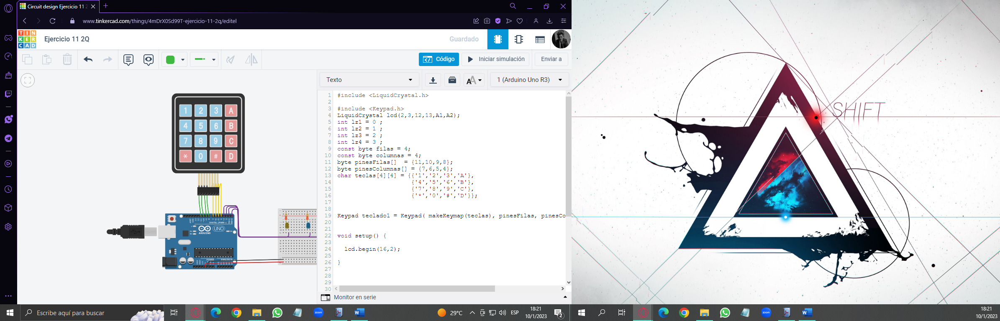 Circuit design Ejercicio 11 2
www.tinkercad.com/things/4mDrX0Sd99T-ejercicio-11-2q/editel
TIN
KER
CAD
Ejercicio 11 2Q
Guardado
Código
Iniciar simulación
Enviar a
Texto
1 (Arduino Uno R3)
1 2 3 A
4 5 6 B
7 8 9 C
* 0 # D
DIGITAL (PWM~)
UNO
ARDUINO
POWER
ANALOG IN
1 #include <LiquidCrystal.h>
2
3 #include <Keypad.h>
4 LiquidCrystal lcd(2,3,12,13,A1,A2);
5 int lz1 = 0 ;
6 int lz2 = 1 ;
7 int lz3 = 2 ;
8 int lz4 = 3 ;
9 const byte filas = 4;
10 const byte columnas = 4;
11 byte pinesFilas[]  = {11,10,9,8};
12 byte pinesColumnas[] = {7,6,5,4};
13 char teclas[4][4] = {{'1','2','3','A'},
14 {'4','5','6','B'},
15 {'7','8','9','C'},
16 {'*','0','#','D'}};
17
18
19 Keypad teclado1 = Keypad( makeKeymap(teclas), pinesFilas, pinesCo
20
21
22 void setup() {
23
24 lcd.begin(16,2);
25
26 }
27
28
29
30
Monitor en serie
SHIFT
Escribe aquí para buscar
zoom
29°C
ESP
18:21
10/1/2023
2
zoom
18:21
10/1/2023